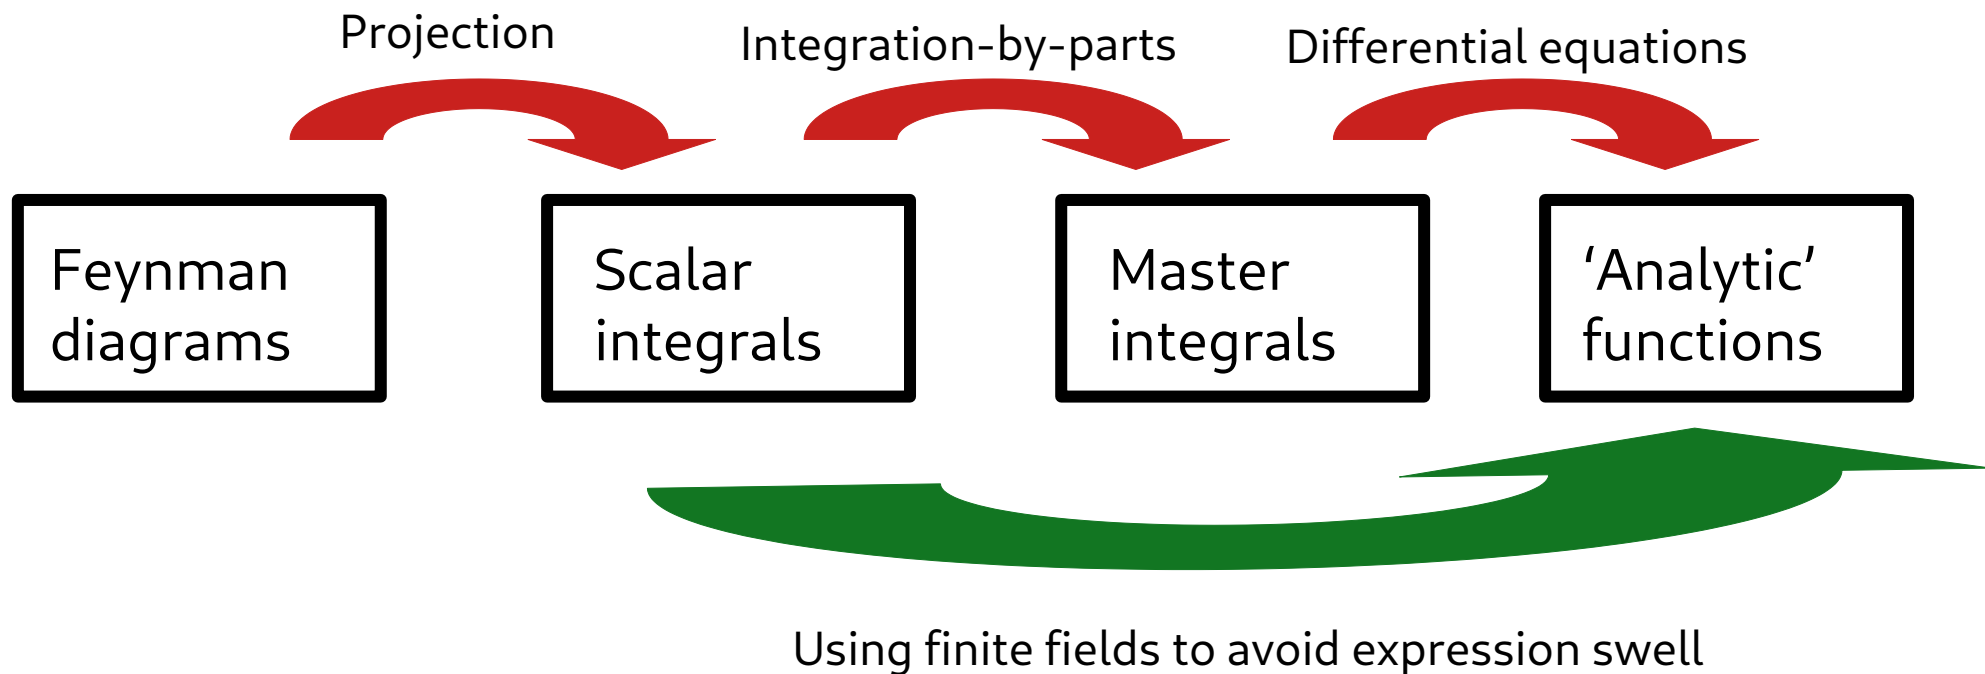 Projection
Integration-by-parts
Differential equations
Feynman
diagrams
Scalar
integrals
Master
integrals
‘Analytic’
functions
Using finite fields to avoid expression swell